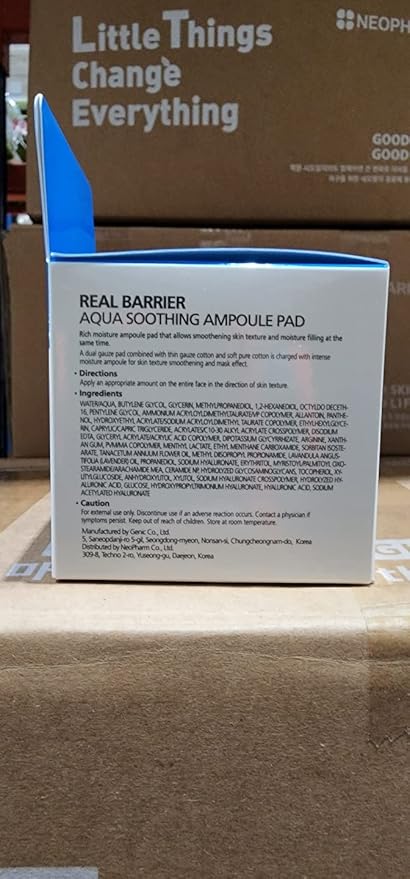 Little Things
Change
Everything
NEOPH
GOOD
GOOD
REAL BARRIER
AQUA SOOTHING AMPOULE PAD
Rich moisture ampoule pad that allows smoothening skin texture and moisture filling at the
same time.
A dual gauze pad combined with thin gauze cotton and soft pure cotton is charged with intense
moisture ampoule for skin texture smoothening and mask effect.
• Directions
Apply an appropriate amount on the entire face in the direction of skin texture.
• Ingredients
WATER/AQUA, BUTYLENE GLYCOL, GLYCERIN, METHYLPROPANEDIOL, 1,2-HEXANEDIOL, OCTYLDODECETH-
16, PENTYLENE GLYCOL, AMMONIUM ACRYLOYLDIMETHYLTAURATE/VP COPOLYMER, ALLANTOIN, PANTHE-
NOL, HYDROXYETHYL ACRYLATE/SODIUM ACRYLOYLDIMETHYL TAURATE COPOLYMER, ETHYLHEXYLGLYCE-
RIN, CAPRYLIC/CAPRIC TRIGLYCERIDE, ACRYLATES/C10-30 ALKYL ACRYLATE CROSSPOLYMER, DISODIUM
EDTA, GLYCERYL ACRYLATE/ACRYLIC ACID COPOLYMER, DIPOTASSIUM GLYCYRRHIZATE, ARGININE, XANTH-
AN GUM, PVM/MA COPOLYMER, MENTHYL LACTATE, ETHYL MENTHANE CARBOXAMIDE, SORBITAN ISOSTE-
ARATE, TANACETUM ANNUUM FLOWER OIL, METHYL DIISOPROPYL PROPIONAMIDE, LAVANDULA ANGUS-
TIFOLIA (LAVENDER) OIL, PROPANEDIOL, SODIUM HYALURONATE, ERYTHRITOL, MYRISTOYL/PALMITOYL OXO-
STEARAMIDE/ARACHAMIDE MEA, CERAMIDE NP, HYDROLYZED GLYCOSAMINOGLYCANS, TOCOPHEROL, XY-
LITYLGLUCOSIDE, ANHYDROXYLITOL, XYLITOL, SODIUM HYALURONATE CROSSPOLYMER, HYDROLYZED HY-
ALURONIC ACID, GLUCOSE, HYDROXYPROPYLTRIMONIUM HYALURONATE, HYALURONIC ACID, SODIUM
ACETYLATED HYALURONATE
• Caution
For external use only. Discontinue use if an adverse reaction occurs. Contact a physician if
symptoms persist. Keep out of reach of children. Store at room temperature.
Manufactured by Genic Co., Ltd.
5, Saneopdanji-ro 5-gil, Seongdong-myeon, Nonsan-si, Chungcheongnam-do, Korea
Distributed by NeoPharm Co., Ltd.
309-8, Techno 2-ro, Yuseong-gu, Daejeon, Korea